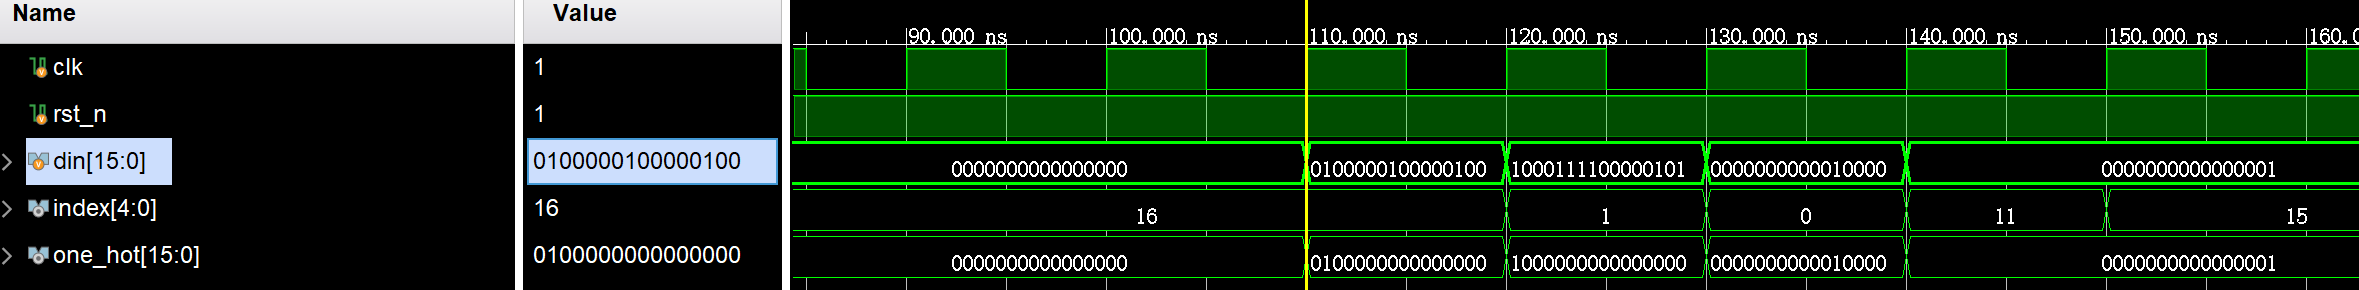 Name Value
90.000 ns 100.000 ns 110.000 ns 120.000 ns 130.000 ns 140.000 ns 150.000 ns 160.0
clk 1
rst_n 1
din[15:0] 0100000100000100 0000000000000000 0100000100000100 1000111100000101 0000000000010000 0000000000000001
index[4:0] 16 16 1 0 11 15
one_hot[15:0] 0100000000000000 0000000000000000 0100000000000000 1000000000000000 0000000000010000 0000000000000001